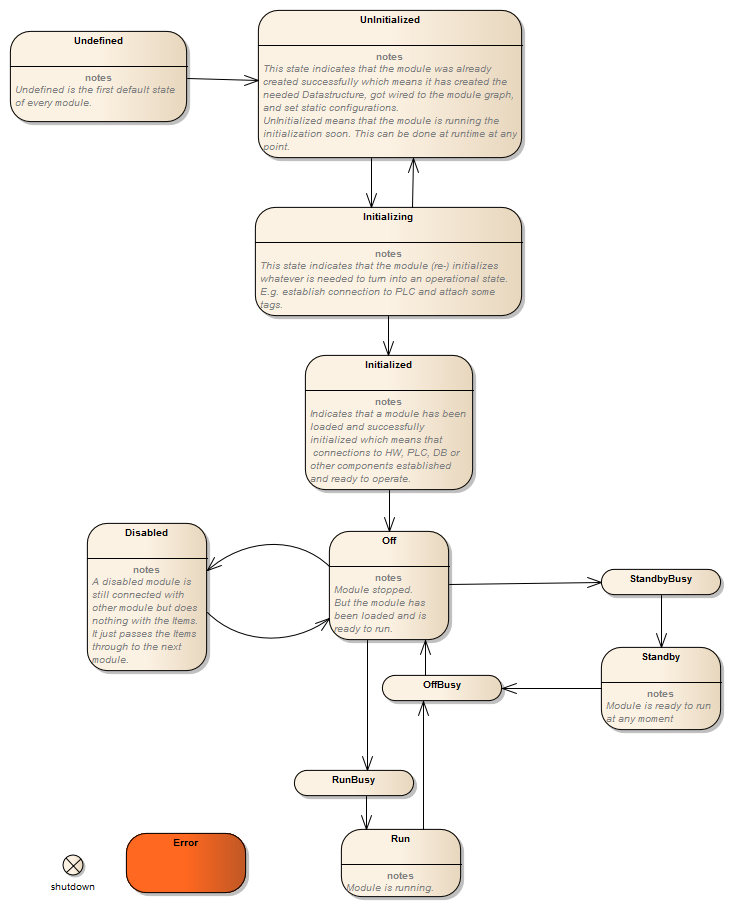 Undefined
notes
Undefined is the first default state
of every module.
UnInitialized
notes
This state indicates that the module was already
created successfully which means it has created the
needed Datastructure, got wired to the module graph,
and set static configurations.
UnInitialized means that the module is running the
initialization soon. This can be done at runtime at any
point.
Initializing
notes
This state indicates that the module (re-) initializes
whatever is needed to turn into an operational state.
E.g. establish connection to PLC and attach some
tags.
Initialized
notes
Indicates that a module has been
loaded and successfully
initialized which means that
connections to HW, PLC, DB or
other components established
and ready to operate.
Disabled
notes
A disabled module is
still connected with
other module but does
nothing with the Items.
It just passes the Items
through to the next
module.
Off
notes
Module stopped.
But the module has
been loaded and is
ready to run.
StandbyBusy
Standby
notes
Module is ready to run
at any moment
OffBusy
RunBusy
Run
notes
Module is running.
Error
shutdown